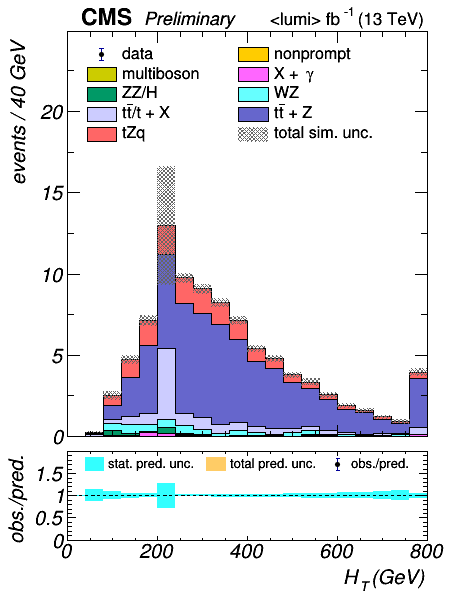 CMS Preliminary <lumi> fb⁻¹ (13 TeV)
events / 40 GeV
data nonprompt
multiboson X + γ
ZZ/H WZ
tt̄/t + X tt̄ + Z
tZq total sim. unc.
20
15
10
5
0
obs./pred.
stat. pred. unc. total pred. unc. obs./pred.
1.5
1
0.5
0
0 200 400 600 800
H_T (GeV)